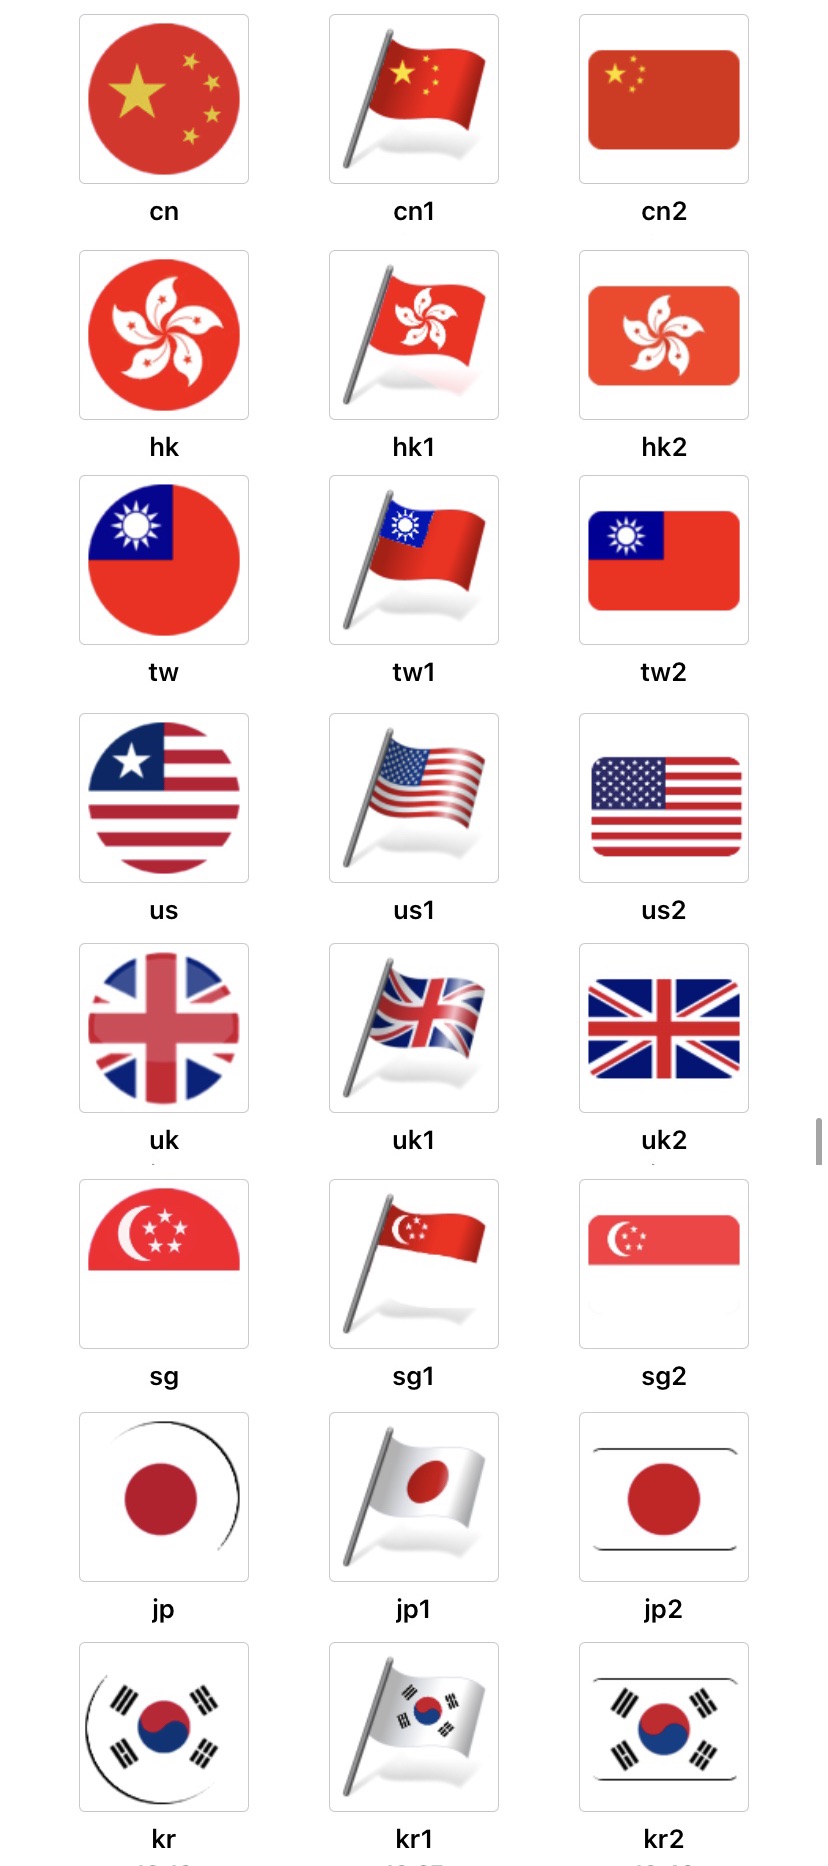 cn cn1 cn2
hk hk1 hk2
tw tw1 tw2
us us1 us2
uk uk1 uk2
sg sg1 sg2
jp jp1 jp2
kr kr1 kr2